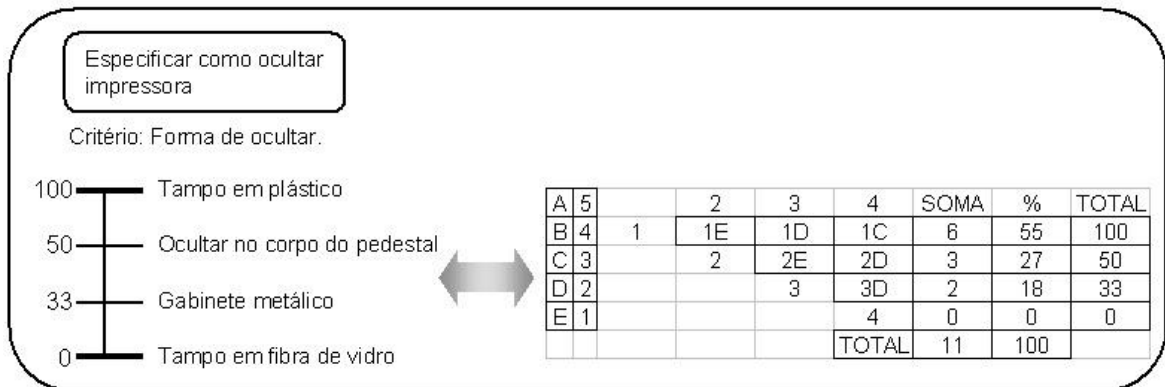 Especificar como ocultar
impressora
Critério: Forma de ocultar.
100 Tampo em plástico
50 Ocultar no corpo do pedestal
33 Gabinete metálico
0 Tampo em fibra de vidro
A 5 2 3 4 SOMA % TOTAL
B 4 1 1E 1D 1C 6 55 100
C 3 2 2E 2D 3 27 50
D 2 3 3D 2 18 33
E 1 4 0 0 0
TOTAL 11 100